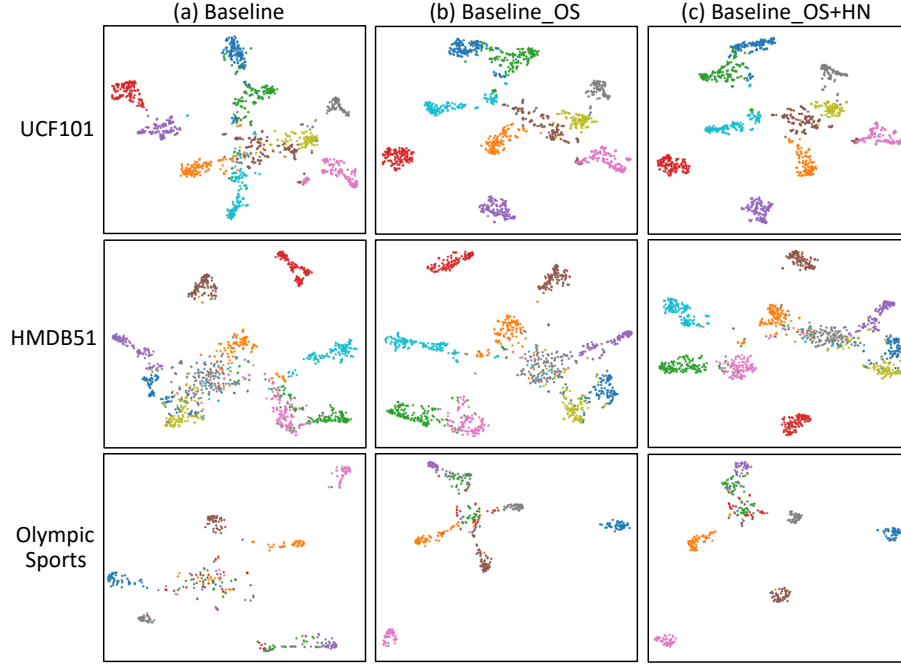 (a) Baseline
(b) Baseline_OS
(c) Baseline_OS+HN
UCF101
HMDB51
Olympic
Sports